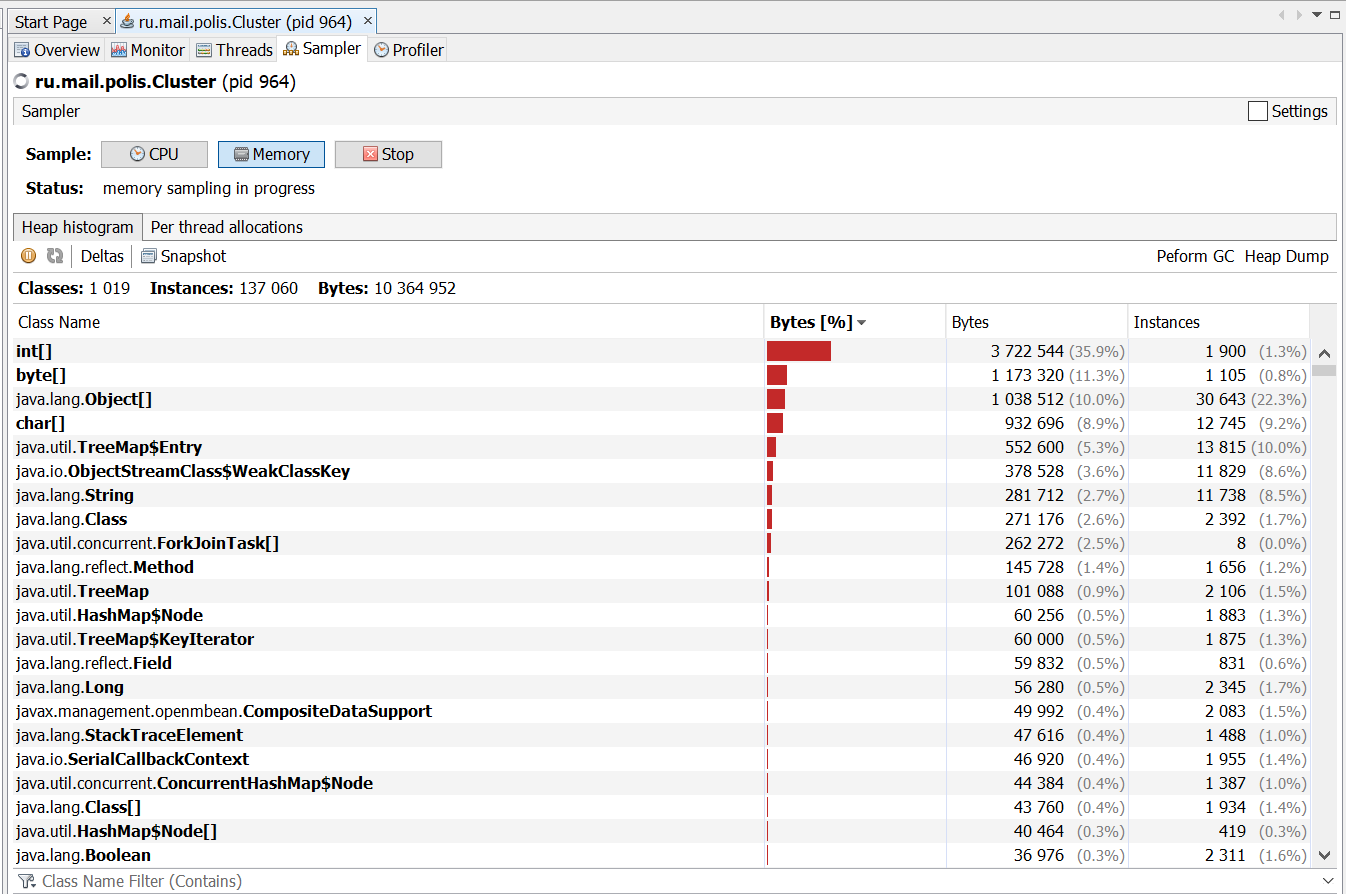 Start Page × ru.mail.polis.Cluster (pid 964) ×
Overview Monitor Threads Sampler Profiler
ru.mail.polis.Cluster (pid 964)
Sampler Settings
Sample: CPU Memory Stop
Status: memory sampling in progress
Heap histogram Per thread allocations
Deltas Snapshot Peform GC Heap Dump
Classes: 1 019 Instances: 137 060 Bytes: 10 364 952
Class Name Bytes [%] Bytes Instances
int[] 3 722 544 (35.9%) 1 900 (1.3%)
byte[] 1 173 320 (11.3%) 1 105 (0.8%)
java.lang.Object[] 1 038 512 (10.0%) 30 643 (22.3%)
char[] 932 696 (8.9%) 12 745 (9.2%)
java.util.TreeMap$Entry 552 600 (5.3%) 13 815 (10.0%)
java.io.ObjectStreamClass$WeakClassKey 378 528 (3.6%) 11 829 (8.6%)
java.lang.String 281 712 (2.7%) 11 738 (8.5%)
java.lang.Class 271 176 (2.6%) 2 392 (1.7%)
java.util.concurrent.ForkJoinTask[] 262 272 (2.5%) 8 (0.0%)
java.lang.reflect.Method 145 728 (1.4%) 1 656 (1.2%)
java.util.TreeMap 101 088 (0.9%) 2 106 (1.5%)
java.util.HashMap$Node 60 256 (0.5%) 1 883 (1.3%)
java.util.TreeMap$KeyIterator 60 000 (0.5%) 1 875 (1.3%)
java.lang.reflect.Field 59 832 (0.5%) 831 (0.6%)
java.lang.Long 56 280 (0.5%) 2 345 (1.7%)
javax.management.openmbean.CompositeDataSupport 49 992 (0.4%) 2 083 (1.5%)
java.lang.StackTraceElement 47 616 (0.4%) 1 488 (1.0%)
java.io.SerialCallbackContext 46 920 (0.4%) 1 955 (1.4%)
java.util.concurrent.ConcurrentHashMap$Node 44 384 (0.4%) 1 387 (1.0%)
java.lang.Class[] 43 760 (0.4%) 1 934 (1.4%)
java.util.HashMap$Node[] 40 464 (0.3%) 419 (0.3%)
java.lang.Boolean 36 976 (0.3%) 2 311 (1.6%)
Class Name Filter (Contains)